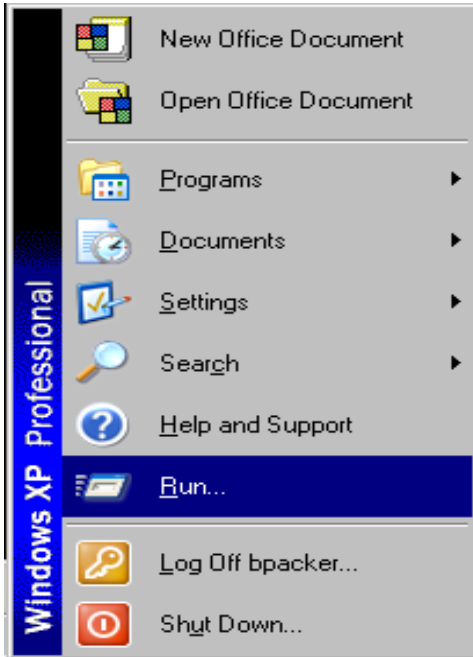 New Office Document
Open Office Document
Programs
Documents
Settings
Search
Help and Support
Run...
Log Off bpacker...
Shut Down...
Windows XP Professional